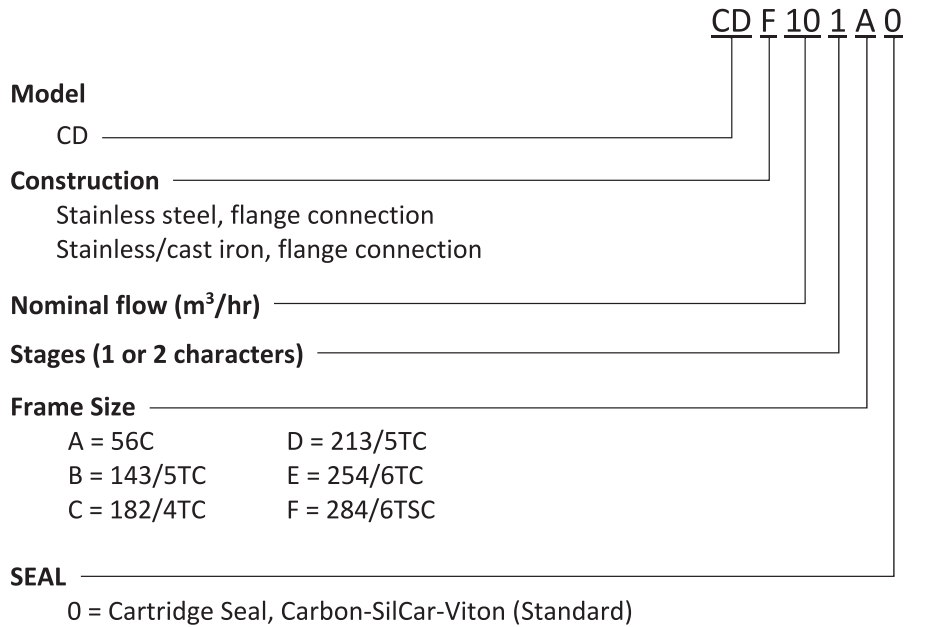 CD F 10 1 A 0
Model
CD
Construction
Stainless steel, flange connection
Stainless/cast iron, flange connection
Nominal flow (m³/hr)
Stages (1 or 2 characters)
Frame Size
A = 56C D = 213/5TC
B = 143/5TC E = 254/6TC
C = 182/4TC F = 284/6TSC
SEAL
0 = Cartridge Seal, Carbon-SilCar-Viton (Standard)